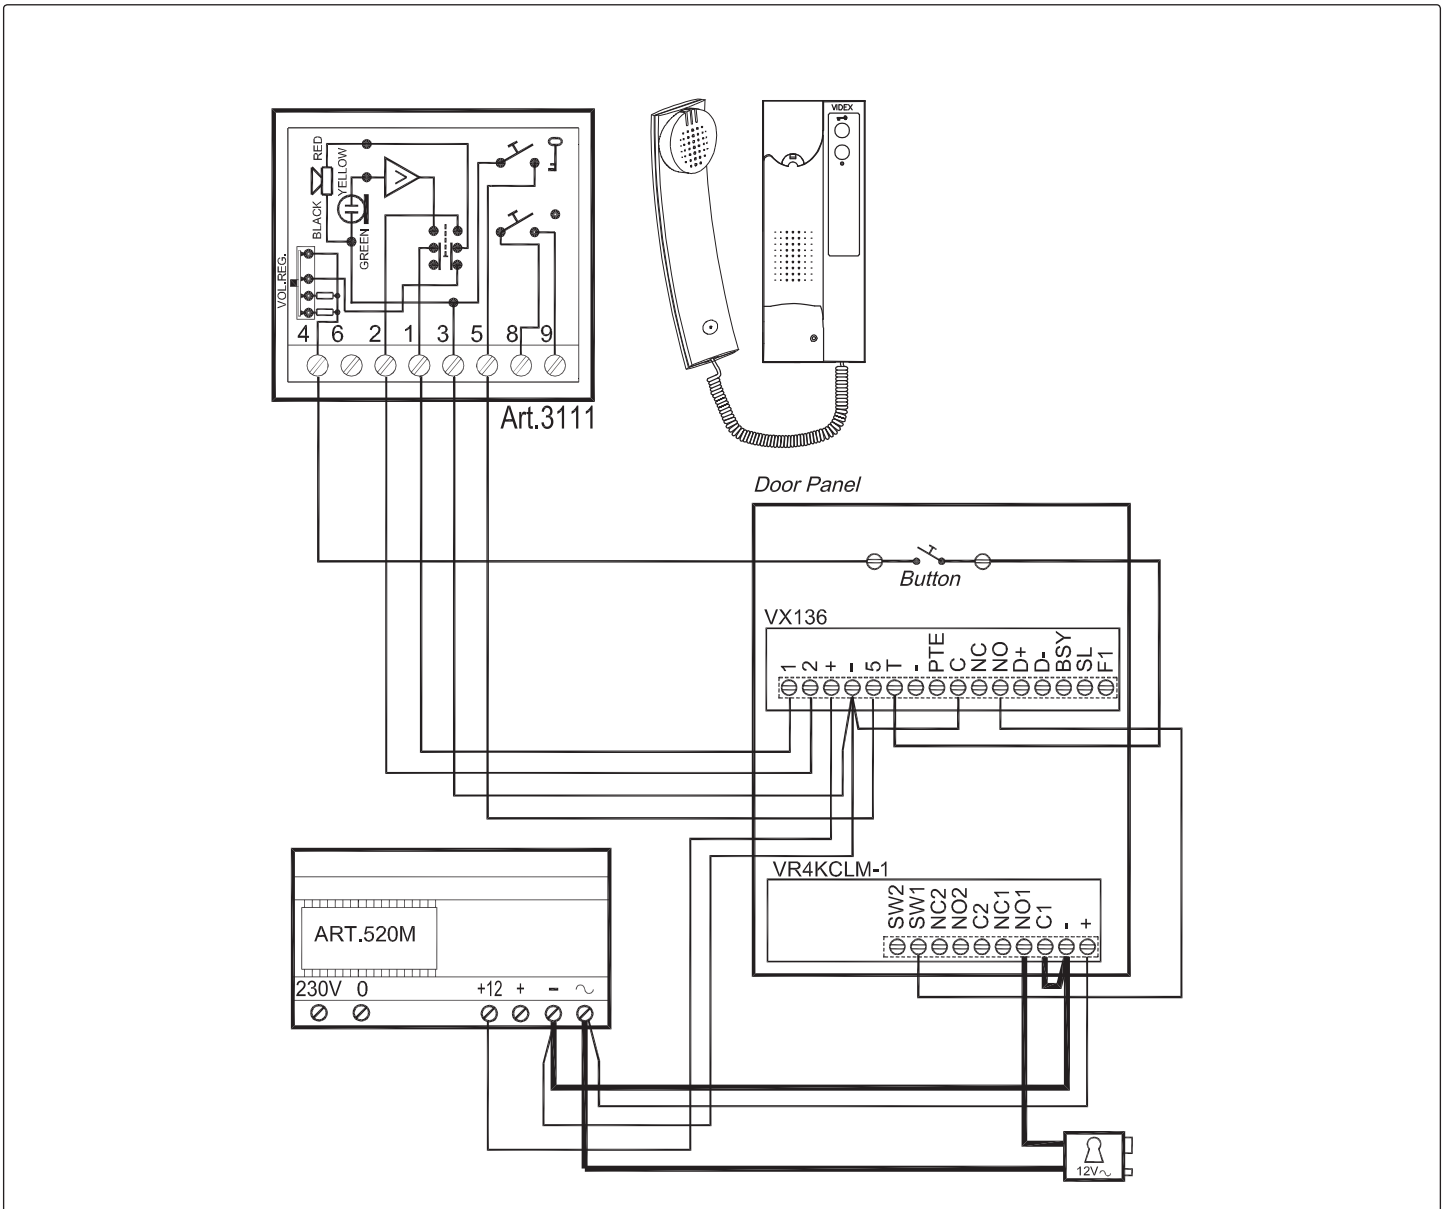 VIDEX
RED
YELLOW
BLACK
GREEN
VOL.REG.
4 6 2 1 3 5 8 9
Art.3111
Door Panel
Button
VX136
1 2 + - 5 T - PTE C NC NO D+ D- BSY SL F1
VR4KCLM-1
SW2 SW1 NC2 NO2 C2 NC1 NO1 C1 - +
ART.520M
230V 0 +12 + - ~
12V~